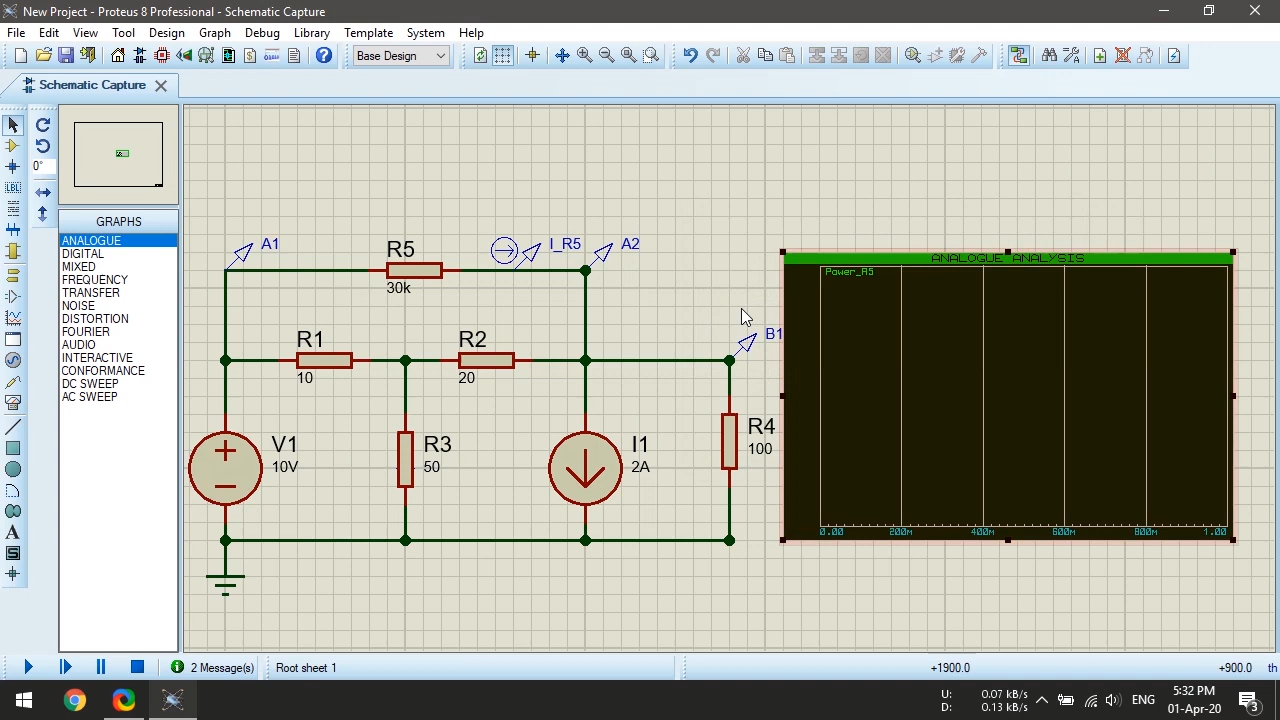 New Project - Proteus 8 Professional - Schematic Capture
File Edit View Tool Design Graph Debug Library Template System Help
Base Design
Schematic Capture
0°
LBL
A
S
GRAPHS
ANALOGUE
DIGITAL
MIXED
FREQUENCY
TRANSFER
NOISE
DISTORTION
FOURIER
AUDIO
INTERACTIVE
CONFORMANCE
DC SWEEP
AC SWEEP
A1
R5
30k
I_R5
A2
R1
10
R2
20
B1
V1
10V
R3
50
I1
2A
R4
100
ANALOGUE ANALYSIS
Power_R5
0.00 200m 400m 600m 800m 1.00
2 Message(s)
Root sheet 1
+1900.0
+900.0
th
U: 0.07 kB/s
D: 0.13 kB/s
ENG
5:32 PM
01-Apr-20
3